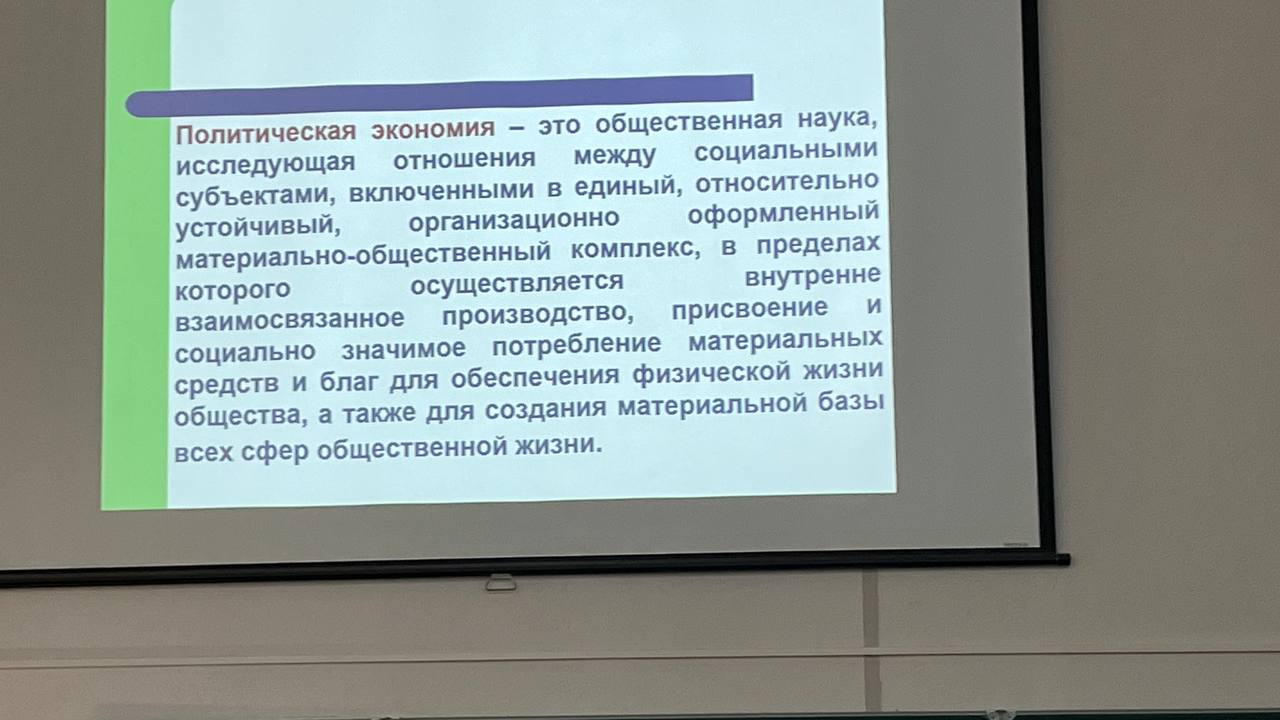 Политическая экономия – это общественная наука,
исследующая отношения между социальными
субъектами, включенными в единый, относительно
устойчивый, организационно оформленный
материально-общественный комплекс, в пределах
которого осуществляется внутренне
взаимосвязанное производство, присвоение и
социально значимое потребление материальных
средств и благ для обеспечения физической жизни
общества, а также для создания материальной базы
всех сфер общественной жизни.